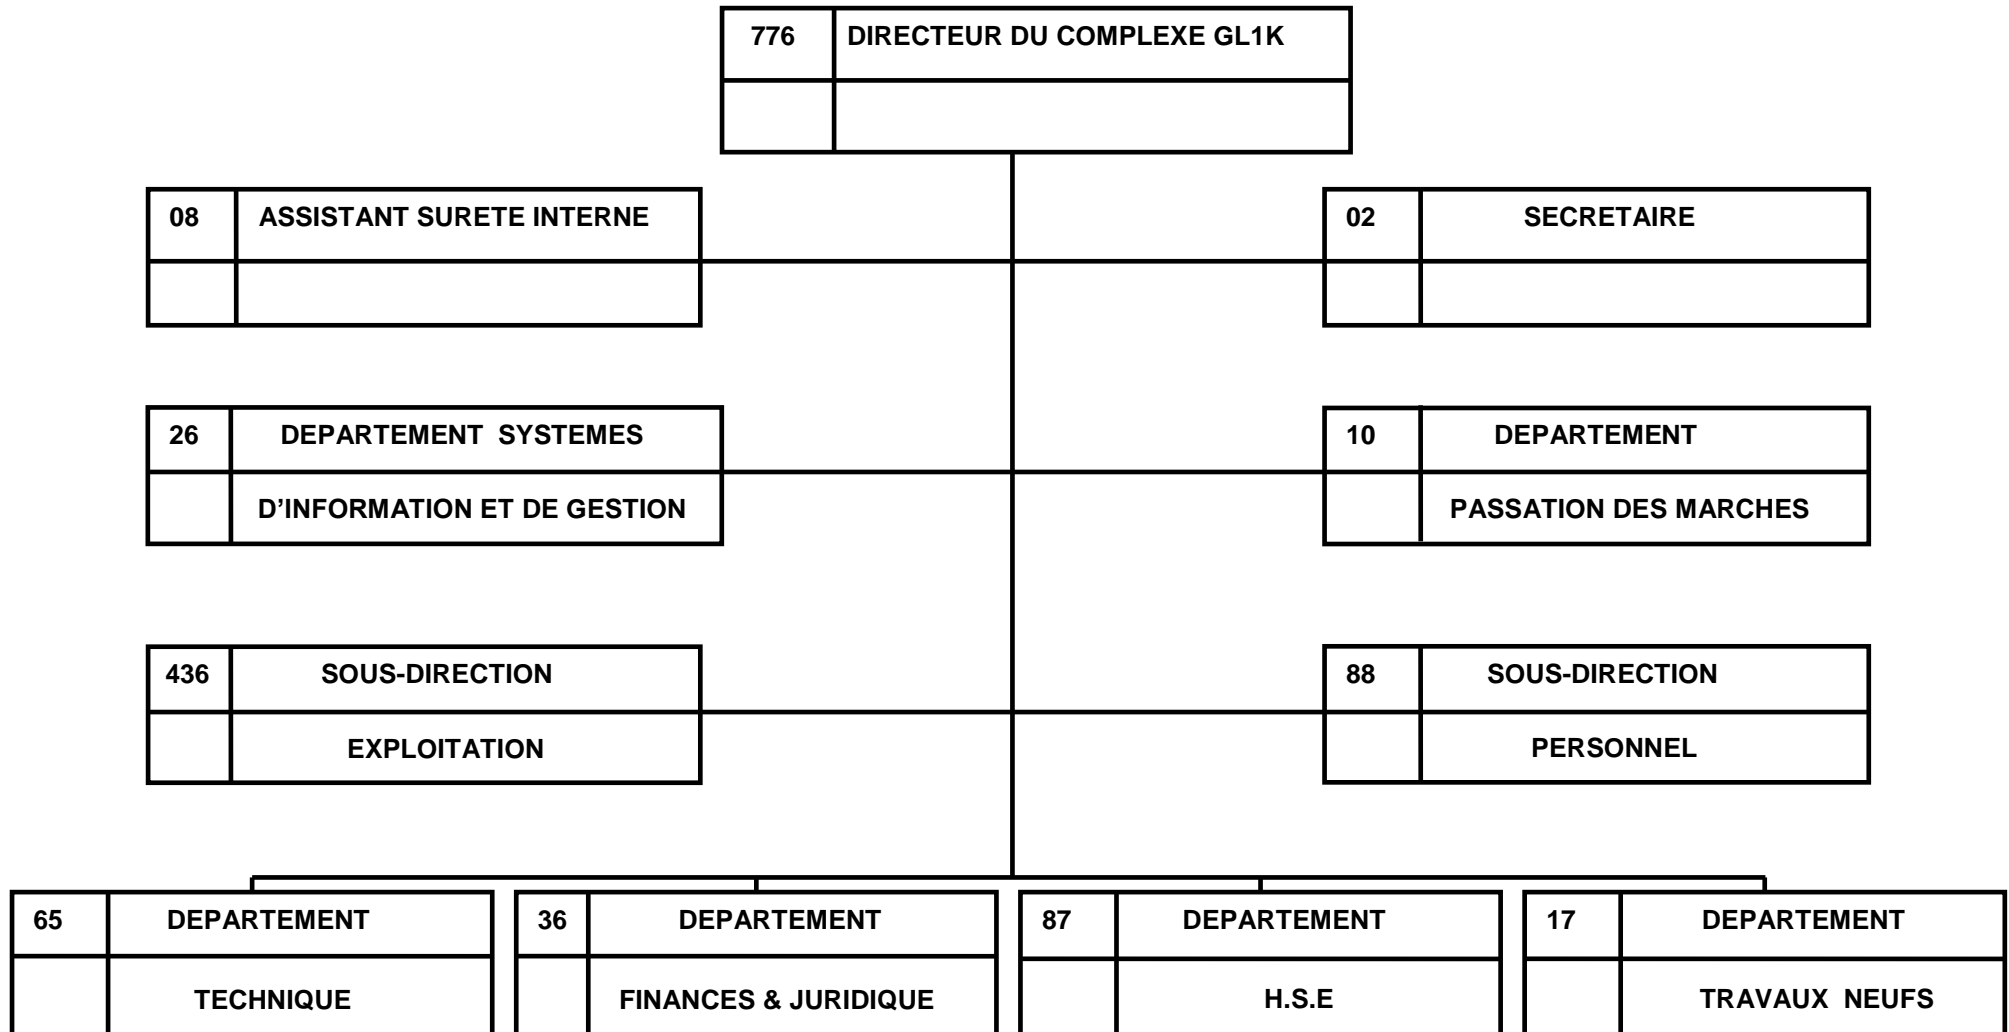 776 DIRECTEUR DU COMPLEXE GL1K
08 ASSISTANT SURETE INTERNE
02 SECRETAIRE
26 DEPARTEMENT SYSTEMES
D'INFORMATION ET DE GESTION
10 DEPARTEMENT
PASSATION DES MARCHES
436 SOUS-DIRECTION
EXPLOITATION
88 SOUS-DIRECTION
PERSONNEL
65 DEPARTEMENT
TECHNIQUE
36 DEPARTEMENT
FINANCES & JURIDIQUE
87 DEPARTEMENT
H.S.E
17 DEPARTEMENT
TRAVAUX NEUFS